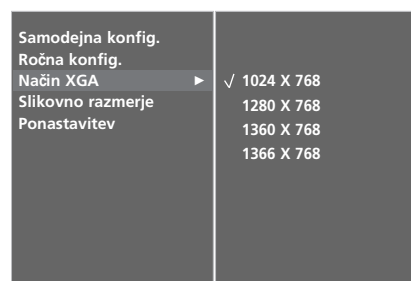 Samodejna konfig.
Ročna konfig.
Način XGA ►
Slikovno razmerje
Ponastavitev
√ 1024 X 768
1280 X 768
1360 X 768
1366 X 768